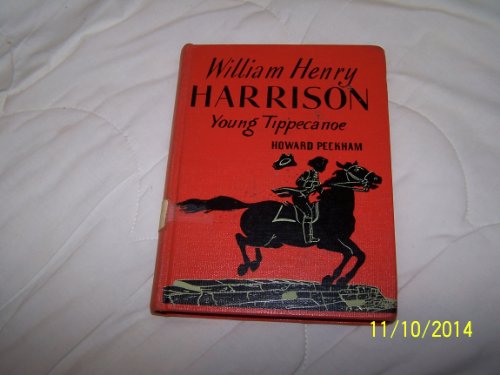 William Henry
HARRISON
Young Tippecanoe
HOWARD PECKHAM
11/10/2014